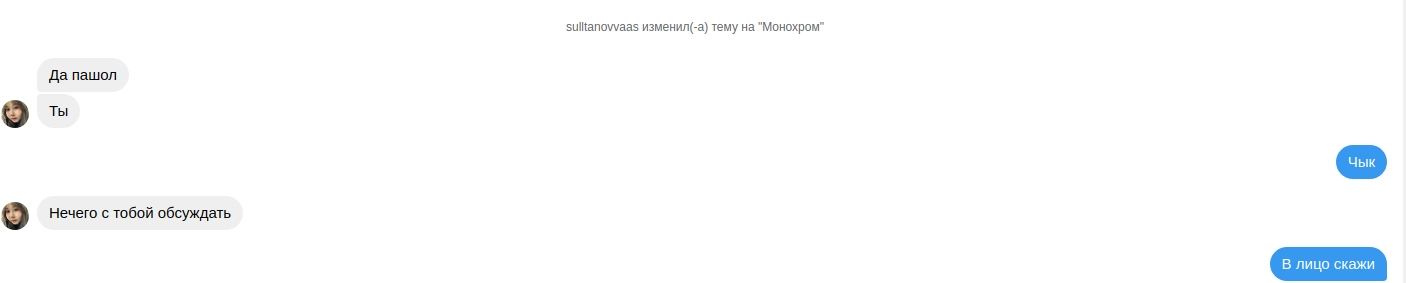 sulltanovvaas изменил(-а) тему на "Монохром"
Да пашол
Ты
Чык
Нечего с тобой обсуждать
В лицо скажи